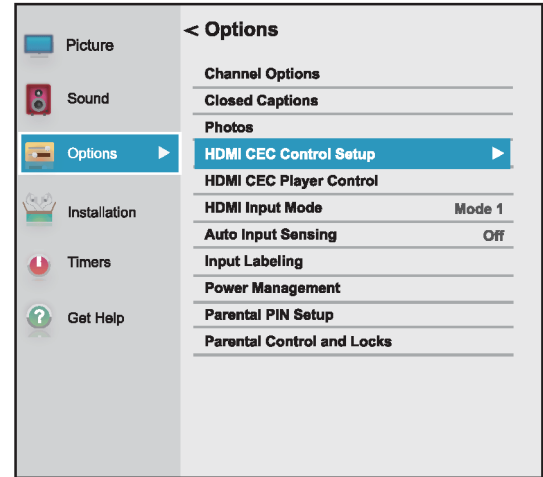 Picture
Sound
Options
Installation
Timers
Get Help
< Options
Channel Options
Closed Captions
Photos
HDMI CEC Control Setup
HDMI CEC Player Control
HDMI Input Mode Mode 1
Auto Input Sensing Off
Input Labeling
Power Management
Parental PIN Setup
Parental Control and Locks